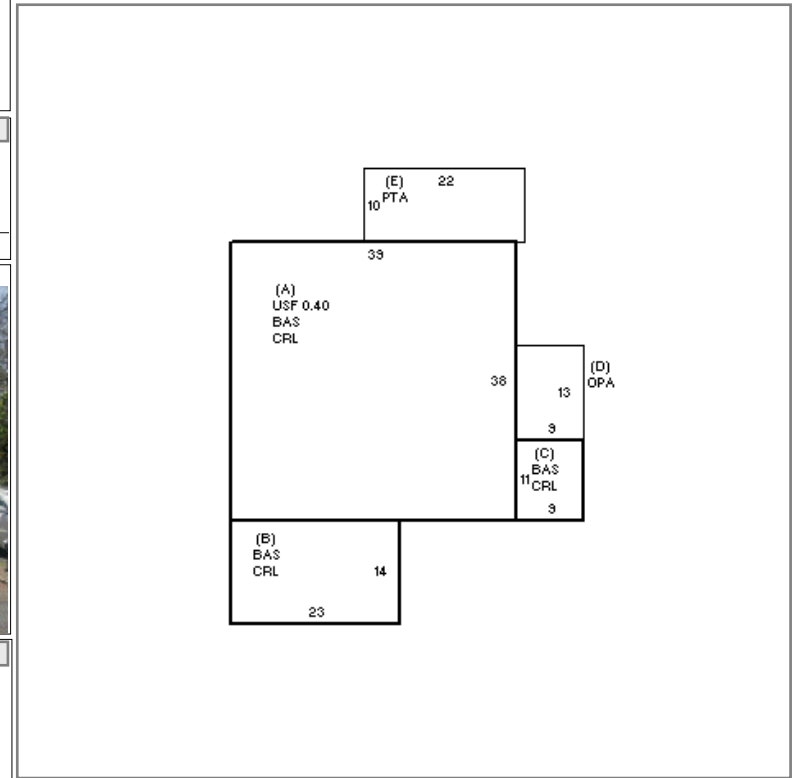 (E) 22
10 PTA
39
(A)
USF 0.40
BAS
CRL
38
(D)
OPA
13
9
(C)
BAS
11 CRL
9
(B)
BAS
CRL 14
23